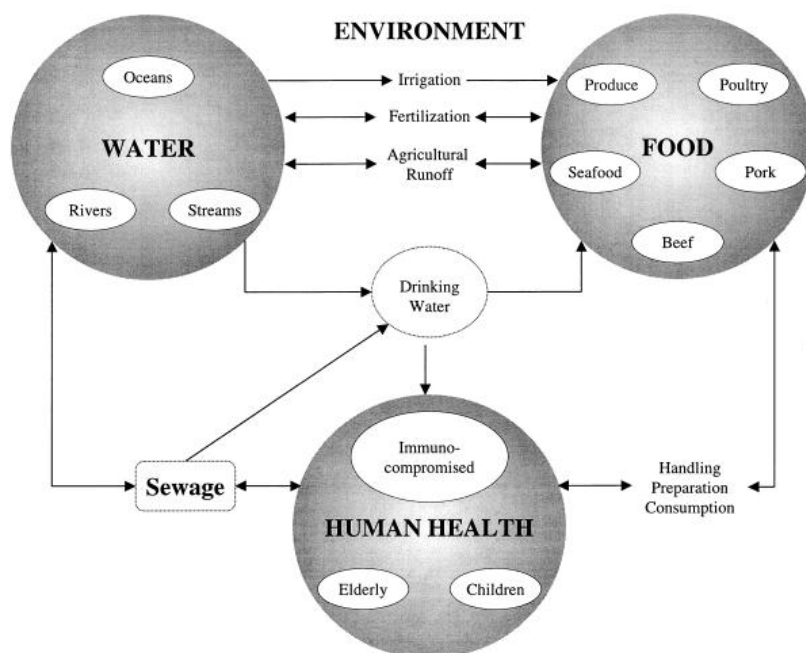 ENVIRONMENT
Oceans
WATER
Rivers
Streams
Irrigation
Fertilization
Agricultural
Runoff
Produce
Poultry
FOOD
Seafood
Pork
Beef
Drinking
Water
Sewage
Immuno-
compromised
HUMAN HEALTH
Elderly
Children
Handling
Preparation
Consumption